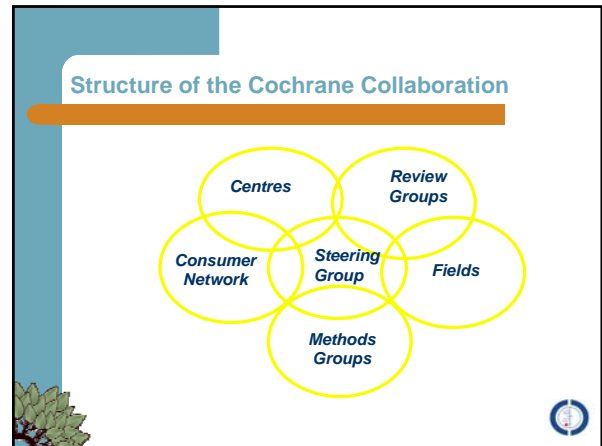 Structure of the Cochrane Collaboration
Centres
Review
Groups
Consumer
Network
Steering
Group
Fields
Methods
Groups